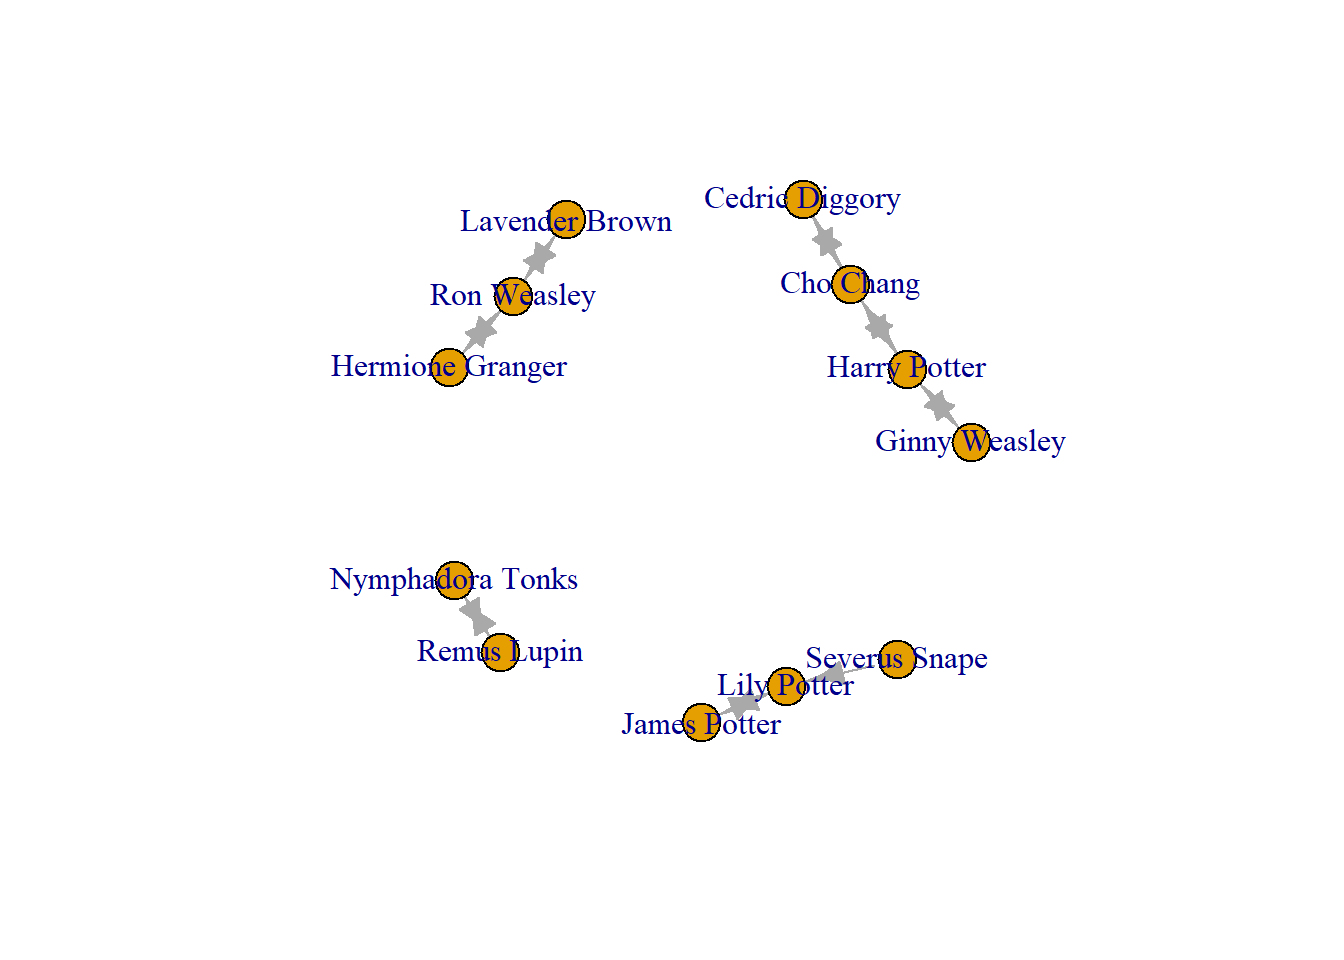 Cedric Diggory
Lavender Brown
Cho Chang
Ron Weasley
Hermione Granger
Harry Potter
Ginny Weasley
Nymphadora Tonks
Remus Lupin
Severus Snape
Lily Potter
James Potter